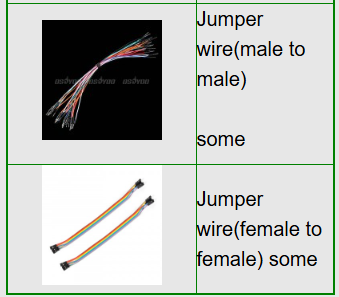 Jumper
wire(male to
male)
some
Jumper
wire(female to
female) some